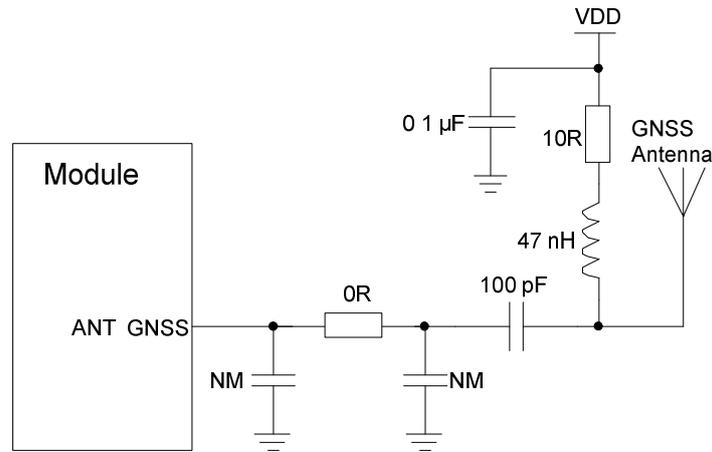 VDD
0 1 µF
10R
GNSS
Antenna
Module
47 nH
100 pF
0R
ANT GNSS
NM
NM